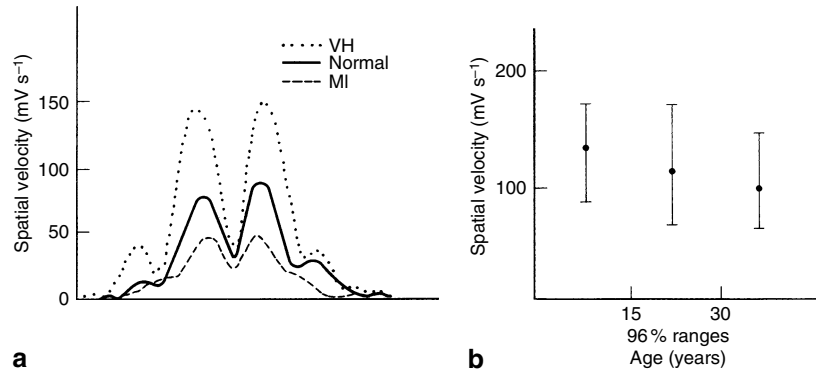 Spatial velocity (mV s⁻¹)
150
100
50
0
VH
Normal
MI
a
Spatial velocity (mV s⁻¹)
200
100
15 30
96% ranges
Age (years)
b